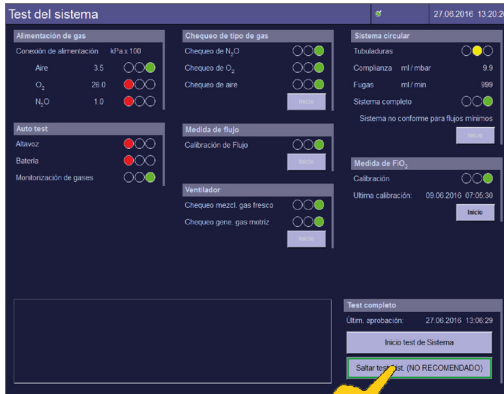 Test del sistema
27.06.2016 13:20:20
Alimentación de gas
Conexión de alimentación kPa x 100
Aire 3.5
O2 26.0
N2O 1.0
Auto test
Altavoz
Batería
Monitorización de gases
Chequeo de tipo de gas
Chequeo de N2O
Chequeo de O2
Chequeo de aire
Inicio
Medida de flujo
Calibración de Flujo
Inicio
Ventilador
Chequeo mezcl. gas fresco
Chequeo gene. gas motriz
Inicio
Sistema circular
Tubuladuras
Complianza ml / mbar 9.9
Fugas ml / min 999
Sistema completo
Sistema no conforme para flujos mínimos
Inicio
Medida de FiO2
Calibración
Ultima calibración: 09.06.2016 07:05:30
Inicio
Test completo
Últim. aprobación: 27.06.2016 13:06:29
Inicio test de Sistema
Saltar test sist. (NO RECOMENDADO)